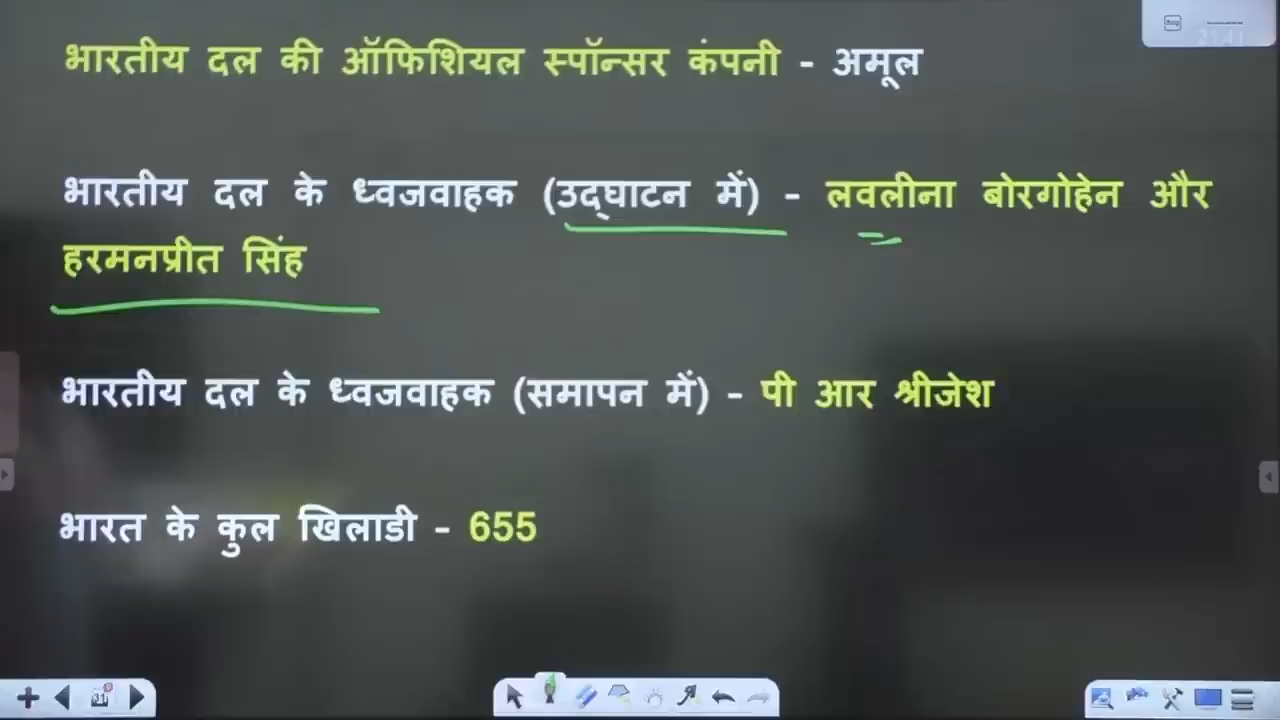 भारतीय दल की ऑफिशियल स्पॉन्सर कंपनी - अमूल
भारतीय दल के ध्वजवाहक (उद्घाटन में) - लवलीना बोरगोहेन और
हरमनप्रीत सिंह
भारतीय दल के ध्वजवाहक (समापन में) - पी आर श्रीजेश
भारत के कुल खिलाडी - 655